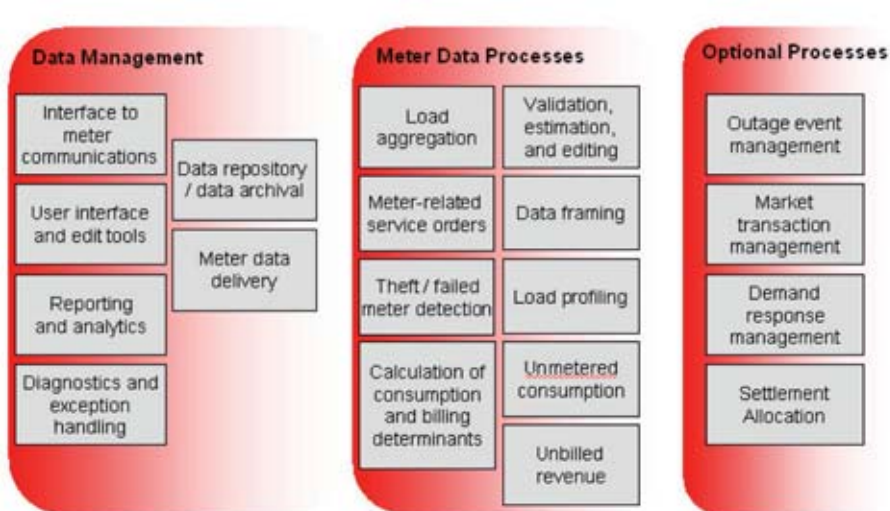 Data Management
Interface to
meter
communications
User interface
and edit tools
Reporting
and analytics
Diagnostics and
exception
handling
Data repository
/ data archival
Meter data
delivery
Meter Data Processes
Load
aggregation
Meter-related
service orders
Theft / failed
meter detection
Calculation of
consumption
and billing
determinants
Validation,
estimation,
and editing
Data framing
Load profiling
Unmetered
consumption
Unbilled
revenue
Optional Processes
Outage event
management
Market
transaction
management
Demand
response
management
Settlement
Allocation